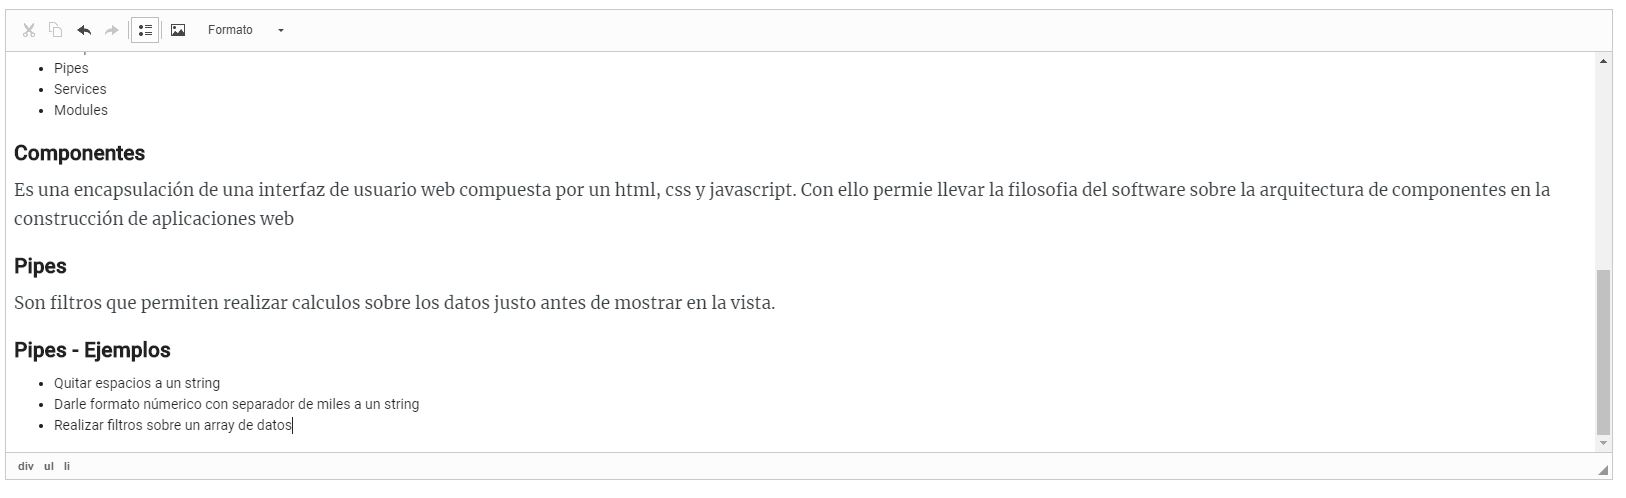 Formato
Pipes
Services
Modules
Componentes
Es una encapsulación de una interfaz de usuario web compuesta por un html, css y javascript. Con ello permie llevar la filosofia del software sobre la arquitectura de componentes en la
construcción de aplicaciones web
Pipes
Son filtros que permiten realizar calculos sobre los datos justo antes de mostrar en la vista.
Pipes - Ejemplos
Quitar espacios a un string
Darle formato númerico con separador de miles a un string
Realizar filtros sobre un array de datos
div ul li